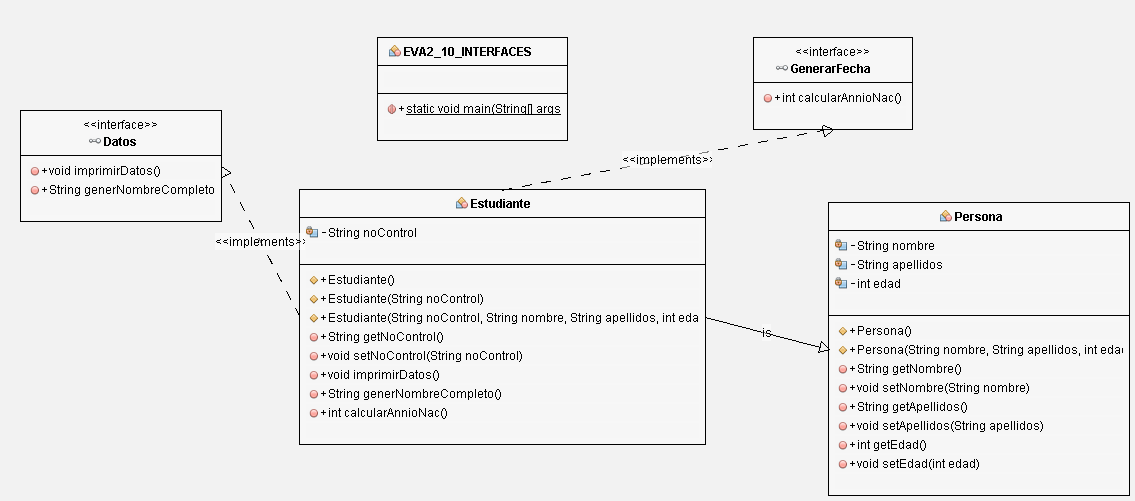 EVA2_10_INTERFACES
+ static void main(String[] args
<<interface>>
GenerarFecha
+int calcularAnnioNac()
<<interface>>
Datos
+void imprimirDatos()
+String generNombreCompleto
<<implements>>
<<implements>>
Estudiante
- String noControl
+Estudiante()
+Estudiante(String noControl)
+Estudiante(String noControl, String nombre, String apellidos, int eda
+String getNoControl()
+void setNoControl(String noControl)
+void imprimirDatos()
+String generNombreCompleto()
+int calcularAnnioNac()
is
Persona
- String nombre
- String apellidos
- int edad
+Persona()
+Persona(String nombre, String apellidos, int eda
+String getNombre()
+void setNombre(String nombre)
+String getApellidos()
+void setApellidos(String apellidos)
+int getEdad()
+void setEdad(int edad)